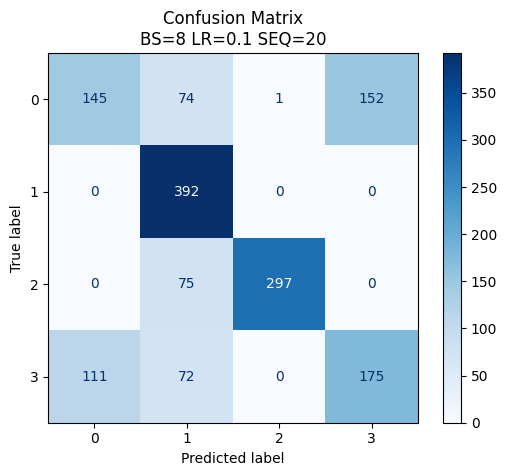 Confusion Matrix
BS=8 LR=0.1 SEQ=20
0 145 74 1 152
1 0 392 0 0
2 0 75 297 0
3 111 72 0 175
0 1 2 3
Predicted label
True label
350
300
250
200
150
100
50
0